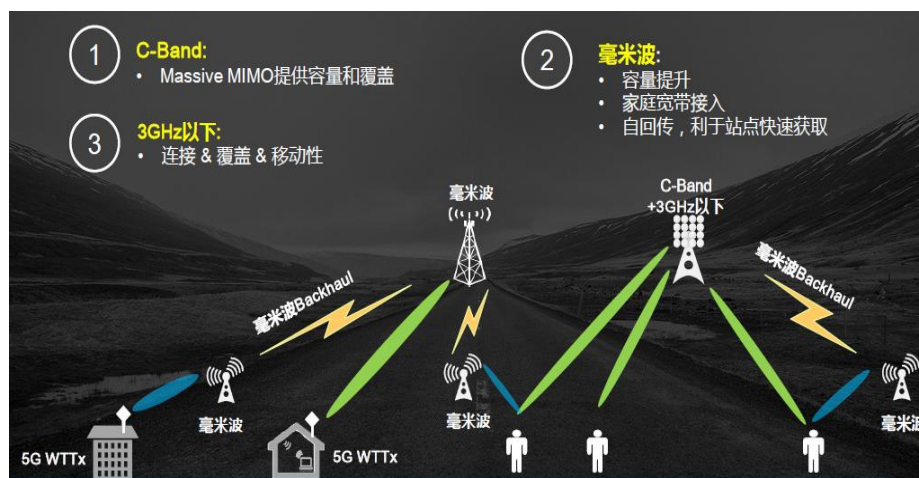 1
C-Band:
• Massive MIMO提供容量和覆盖
2
毫米波:
• 容量提升
• 家庭宽带接入
• 自回传，利于站点快速获取
3
3GHz以下:
• 连接 & 覆盖 & 移动性
毫米波
C-Band
+3GHz以下
毫米波Backhaul
毫米波Backhaul
毫米波
毫米波
毫米波
5G WTTx
5G WTTx